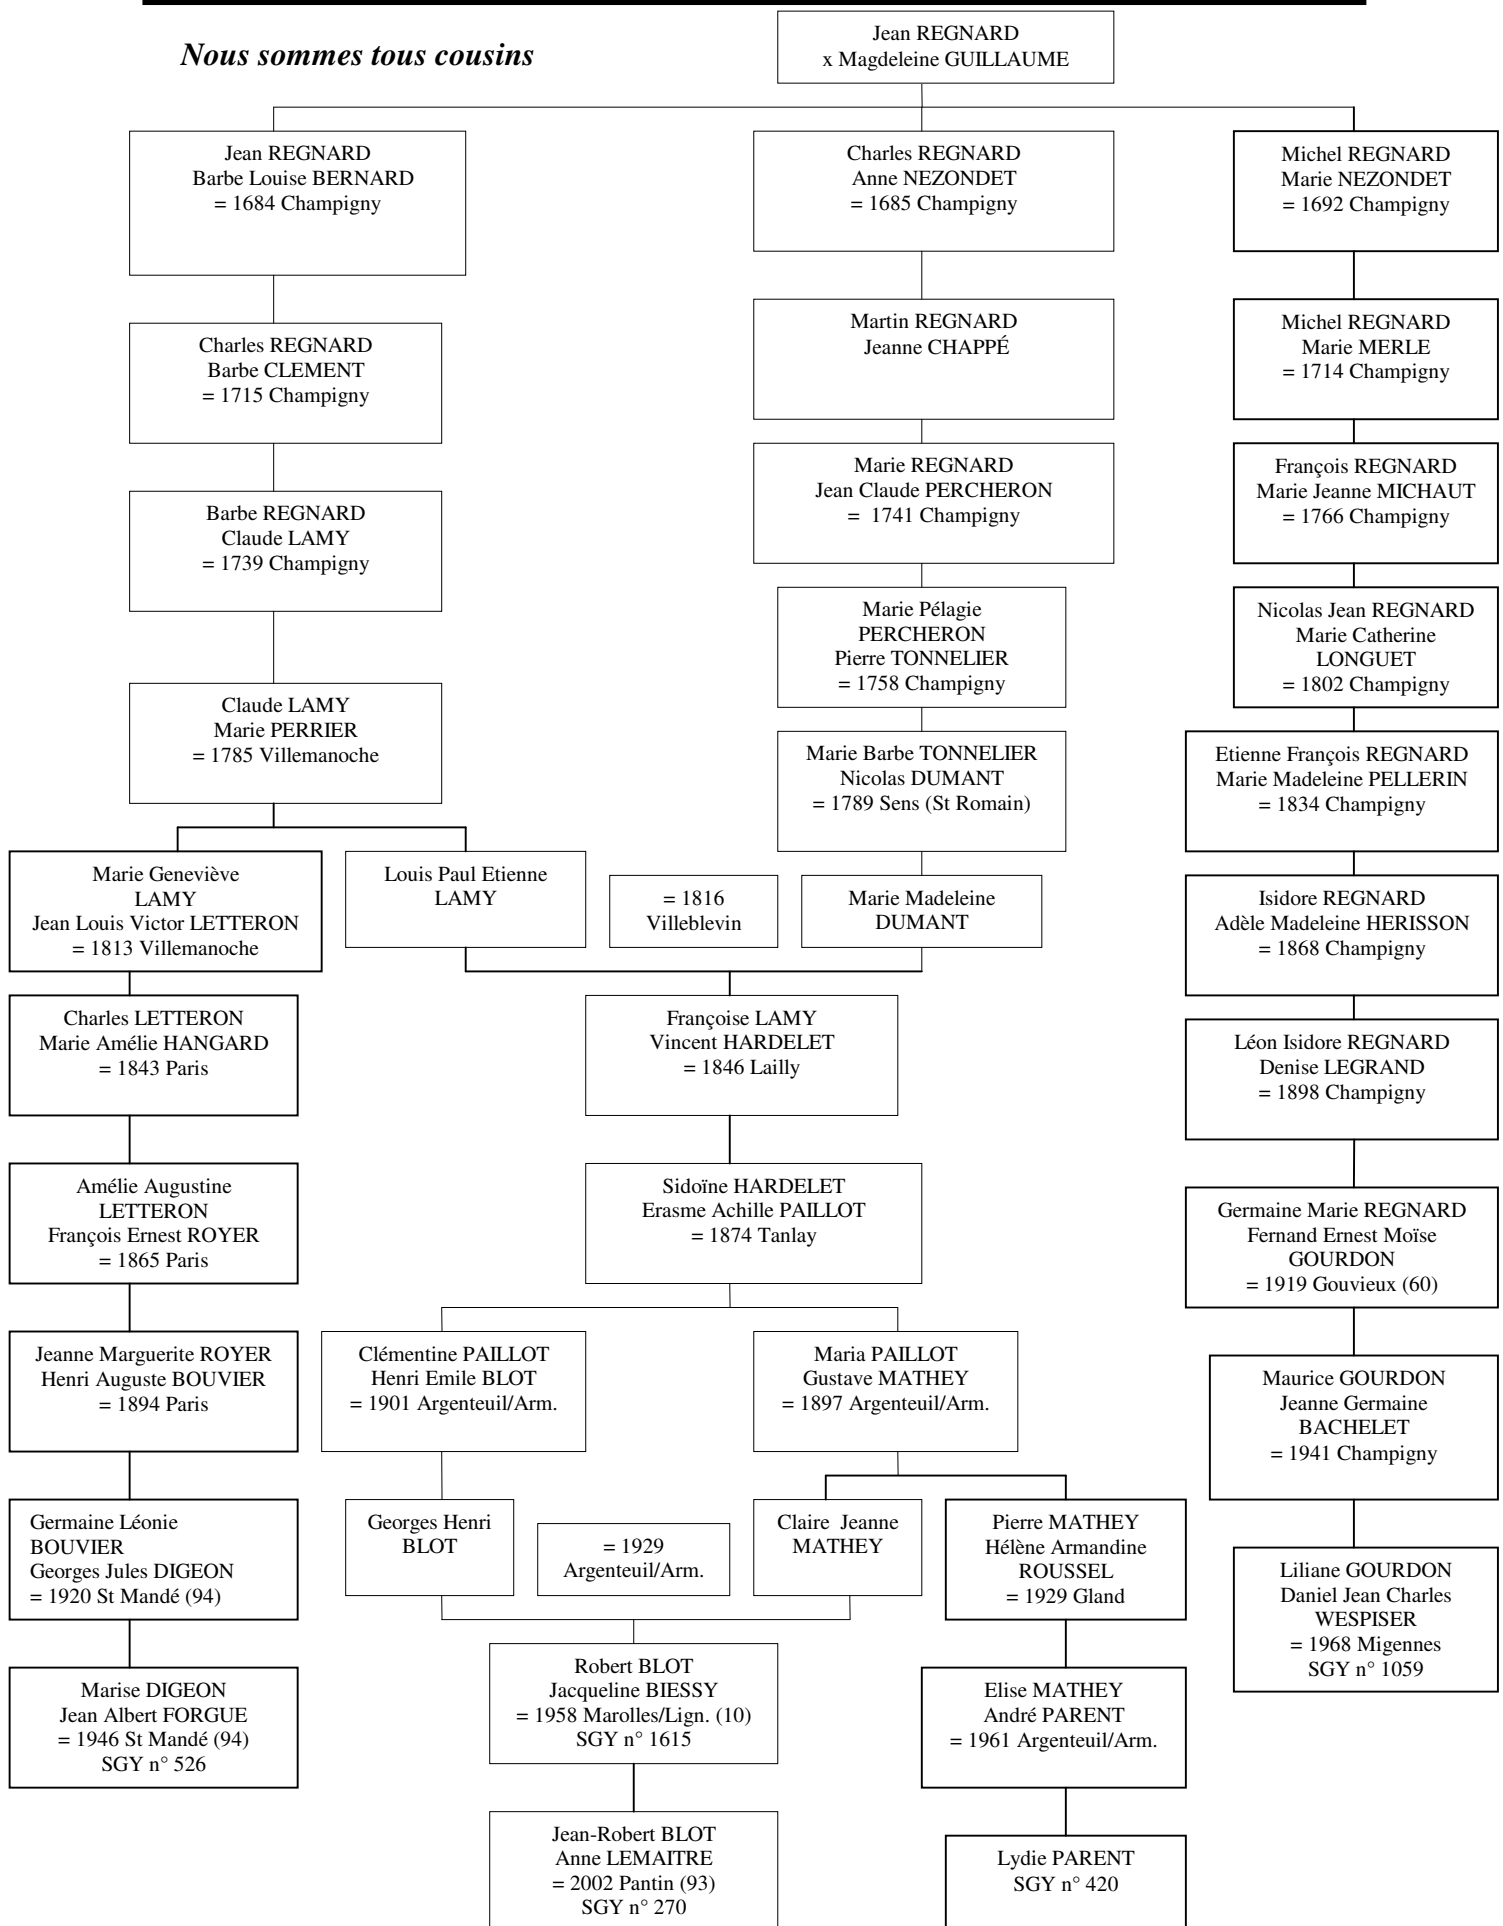 Nous sommes tous cousins
Jean REGNARD
x Magdeleine GUILLAUME
Jean REGNARD
Barbe Louise BERNARD
= 1684 Champigny
Charles REGNARD
Anne NEZONDET
= 1685 Champigny
Michel REGNARD
Marie NEZONDET
= 1692 Champigny
Charles REGNARD
Barbe CLEMENT
= 1715 Champigny
Martin REGNARD
Jeanne CHAPPÉ
Michel REGNARD
Marie MERLE
= 1714 Champigny
Barbe REGNARD
Claude LAMY
= 1739 Champigny
Marie REGNARD
Jean Claude PERCHERON
= 1741 Champigny
François REGNARD
Marie Jeanne MICHAUT
= 1766 Champigny
Marie Pélagie
PERCHERON
Pierre TONNELIER
= 1758 Champigny
Nicolas Jean REGNARD
Marie Catherine
LONGUET
= 1802 Champigny
Claude LAMY
Marie PERRIER
= 1785 Villemanoche
Marie Barbe TONNELIER
Nicolas DUMANT
= 1789 Sens (St Romain)
Etienne François REGNARD
Marie Madeleine PELLERIN
= 1834 Champigny
Marie Geneviève
LAMY
Jean Louis Victor LETTERON
= 1813 Villemanoche
Louis Paul Etienne
LAMY
= 1816
Villeblevin
Marie Madeleine
DUMANT
Isidore REGNARD
Adèle Madeleine HERISSON
= 1868 Champigny
Charles LETTERON
Marie Amélie HANGARD
= 1843 Paris
Françoise LAMY
Vincent HARDELET
= 1846 Lailly
Léon Isidore REGNARD
Denise LEGRAND
= 1898 Champigny
Amélie Augustine
LETTERON
François Ernest ROYER
= 1865 Paris
Sidoïne HARDELET
Erasme Achille PAILLOT
= 1874 Tanlay
Germaine Marie REGNARD
Fernand Ernest Moïse
GOURDON
= 1919 Gouvieux (60)
Jeanne Marguerite ROYER
Henri Auguste BOUVIER
= 1894 Paris
Clémentine PAILLOT
Henri Emile BLOT
= 1901 Argenteuil/Arm.
Maria PAILLOT
Gustave MATHEY
= 1897 Argenteuil/Arm.
Maurice GOURDON
Jeanne Germaine
BACHELET
= 1941 Champigny
Germaine Léonie
BOUVIER
Georges Jules DIGEON
= 1920 St Mandé (94)
Georges Henri
BLOT
= 1929
Argenteuil/Arm.
Claire Jeanne
MATHEY
Pierre MATHEY
Hélène Armandine
ROUSSEL
= 1929 Gland
Liliane GOURDON
Daniel Jean Charles
WESPISER
= 1968 Migennes
SGY n° 1059
Marise DIGEON
Jean Albert FORGUE
= 1946 St Mandé (94)
SGY n° 526
Robert BLOT
Jacqueline BIESSY
= 1958 Marolles/Lign. (10)
SGY n° 1615
Elise MATHEY
André PARENT
= 1961 Argenteuil/Arm.
Jean-Robert BLOT
Anne LEMAITRE
= 2002 Pantin (93)
SGY n° 270
Lydie PARENT
SGY n° 420